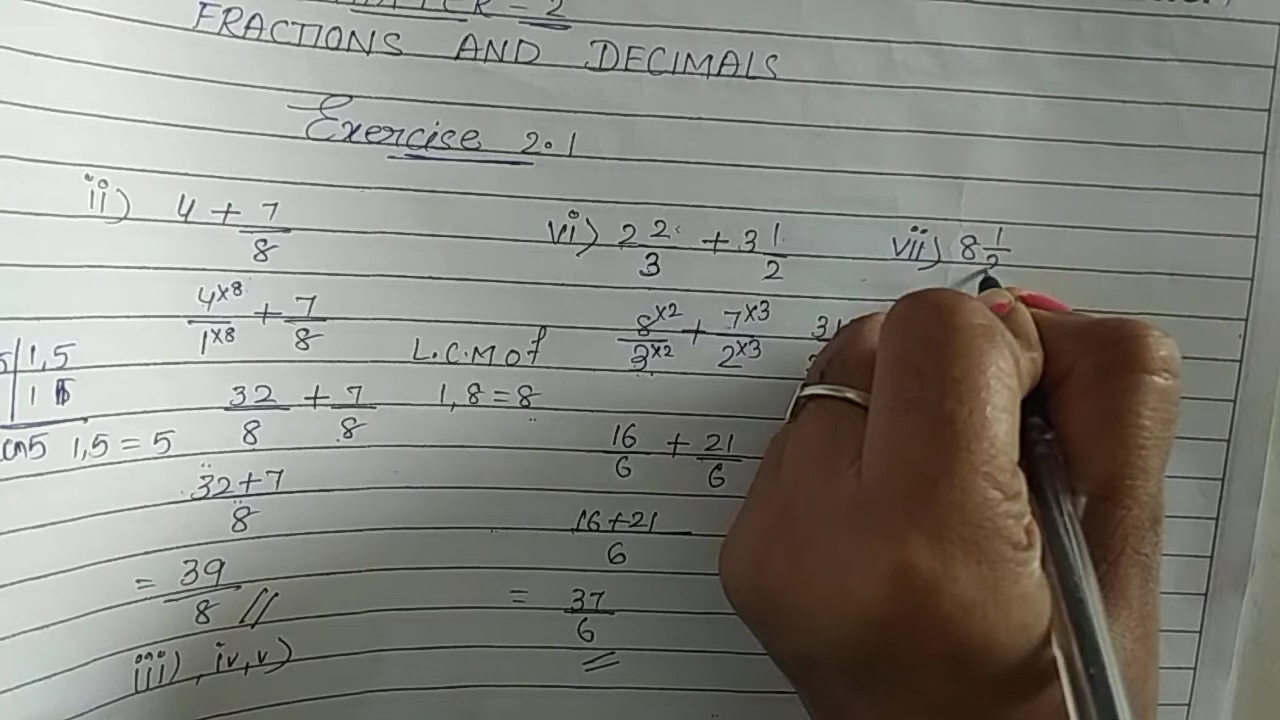 FRACTIONS AND DECIMALS
Exercise 2.1
ii) 4 + 7/8
4×8/1×8 + 7/8
L.C.M of
1,8 = 8
32/8 + 7/8
32+7/8
= 39/8 //
iii), iv, v)
1,5
1
1,5 = 5
vi) 2 2/3 + 3 1/2
8×2/3×2 + 7×3/2×3
16/6 + 21/6
16+21/6
= 37/6
vii) 8 1/2